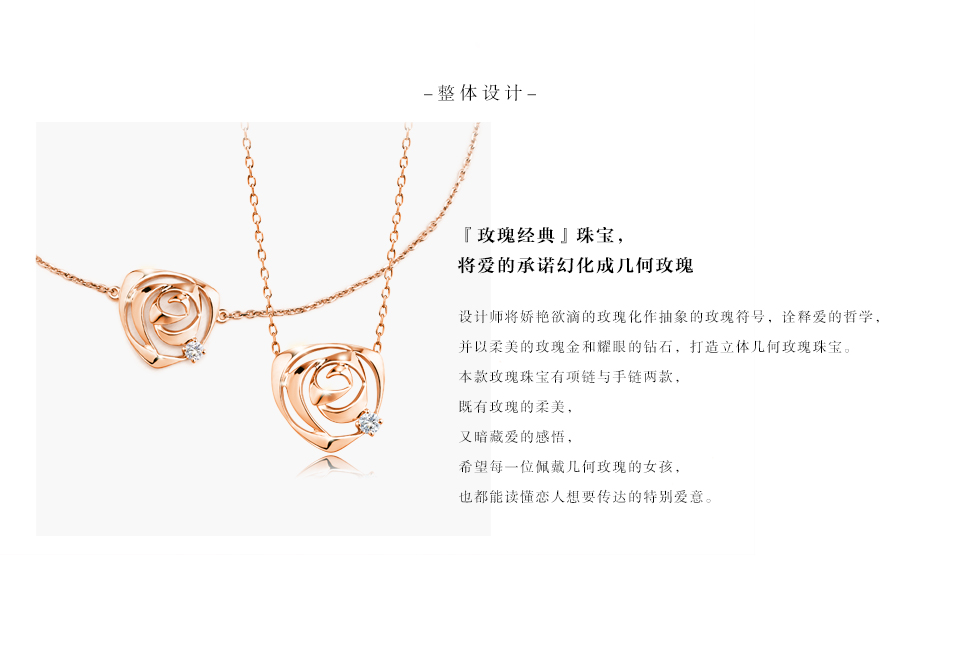 –整体设计–
『玫瑰经典』珠宝，
将爱的承诺幻化成几何玫瑰
设计师将娇艳欲滴的玫瑰化作抽象的玫瑰符号，诠释爱的哲学，
并以柔美的玫瑰金和耀眼的钻石，打造立体几何玫瑰珠宝。
本款玫瑰珠宝有项链与手链两款，
既有玫瑰的柔美，
又暗藏爱的感悟，
希望每一位佩戴几何玫瑰的女孩，
也都能读懂恋人想要传达的特别爱意。